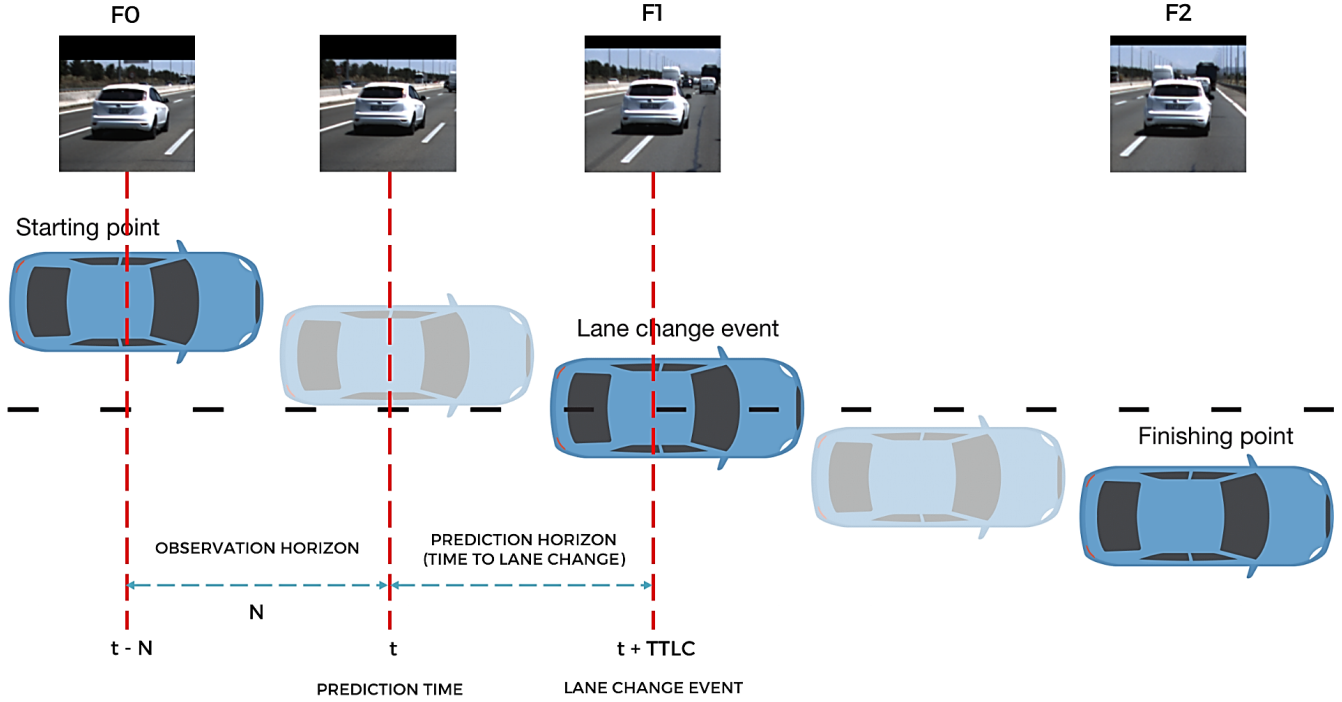 F0
F1
F2
Starting point
Lane change event
Finishing point
OBSERVATION HORIZON
PREDICTION HORIZON
(TIME TO LANE CHANGE)
N
t - N
t
t + TTLC
PREDICTION TIME
LANE CHANGE EVENT